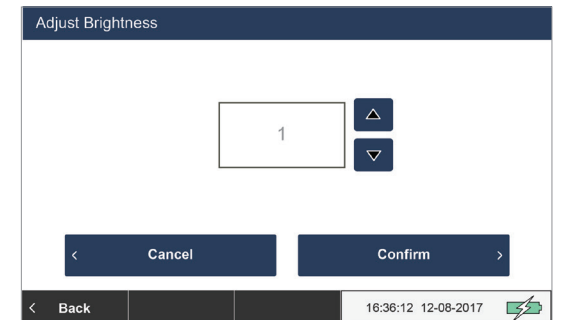 Adjust Brightness
1
< Cancel
Confirm >
< Back
16:36:12 12-08-2017